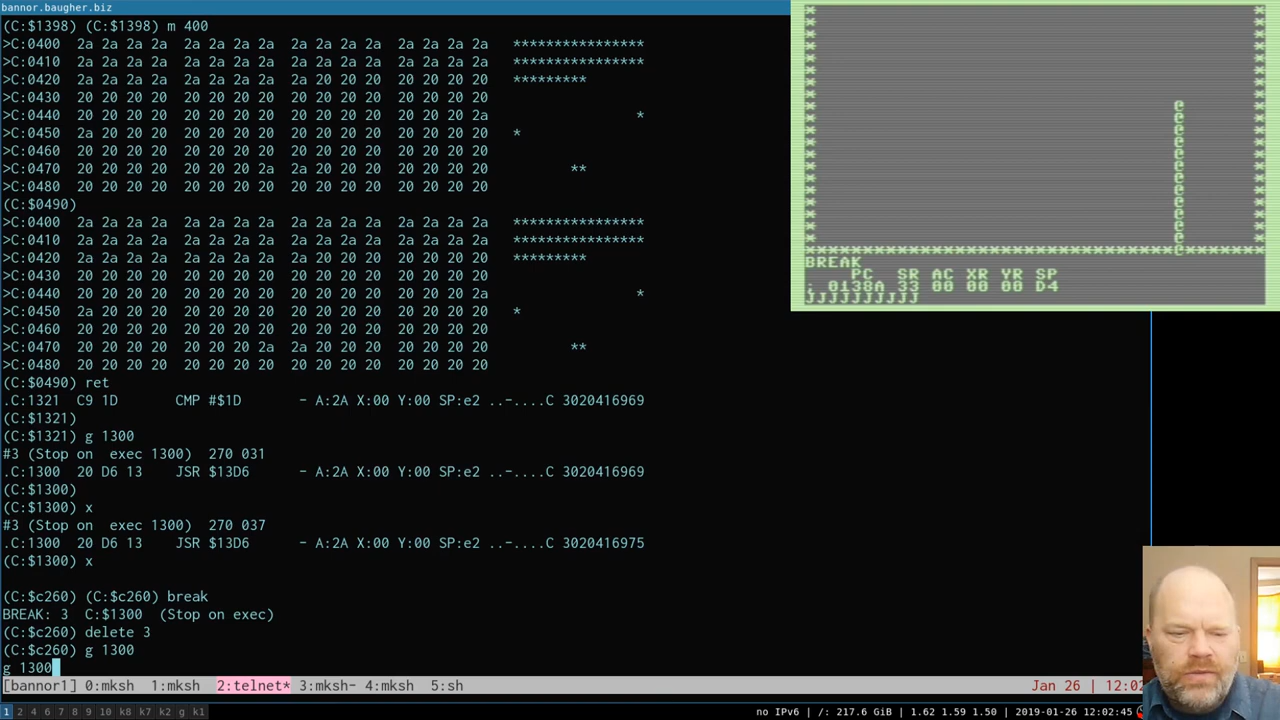 bannor.baugher.biz
(C:$1398) (C:$1398) m 400
>C:0400 2a 2a 2a 2a 2a 2a 2a 2a 2a 2a 2a 2a 2a 2a 2a 2a ****************
>C:0410 2a 2a 2a 2a 2a 2a 2a 2a 2a 2a 2a 2a 2a 2a 2a 2a ****************
>C:0420 2a 2a 2a 2a 2a 2a 2a 2a 2a 20 20 20 20 20 20 20 *********
>C:0430 20 20 20 20 20 20 20 20 20 20 20 20 20 20 20 20
>C:0440 20 20 20 20 20 20 20 20 20 20 20 20 20 20 20 2a *
>C:0450 2a 20 20 20 20 20 20 20 20 20 20 20 20 20 20 20 *
>C:0460 20 20 20 20 20 20 20 20 20 20 20 20 20 20 20 20
>C:0470 20 20 20 20 20 20 20 2a 2a 20 20 20 20 20 20 20 **
>C:0480 20 20 20 20 20 20 20 20 20 20 20 20 20 20 20 20
(C:$0490)
>C:0400 2a 2a 2a 2a 2a 2a 2a 2a 2a 2a 2a 2a 2a 2a 2a 2a ****************
>C:0410 2a 2a 2a 2a 2a 2a 2a 2a 2a 2a 2a 2a 2a 2a 2a 2a ****************
>C:0420 2a 2a 2a 2a 2a 2a 2a 2a 2a 20 20 20 20 20 20 20 *********
>C:0430 20 20 20 20 20 20 20 20 20 20 20 20 20 20 20 20
>C:0440 20 20 20 20 20 20 20 20 20 20 20 20 20 20 20 2a *
>C:0450 2a 20 20 20 20 20 20 20 20 20 20 20 20 20 20 20 *
>C:0460 20 20 20 20 20 20 20 20 20 20 20 20 20 20 20 20
>C:0470 20 20 20 20 20 20 20 2a 2a 20 20 20 20 20 20 20 **
>C:0480 20 20 20 20 20 20 20 20 20 20 20 20 20 20 20 20
(C:$0490) ret
.C:1321 C9 1D CMP #$1D - A:2A X:00 Y:00 SP:e2 ..-....C 3020416969
(C:$1321)
(C:$1321) g 1300
#3 (Stop on exec 1300) 270 031
.C:1300 20 D6 13 JSR $13D6 - A:2A X:00 Y:00 SP:e2 ..-....C 3020416969
(C:$1300)
(C:$1300) x
#3 (Stop on exec 1300) 270 037
.C:1300 20 D6 13 JSR $13D6 - A:2A X:00 Y:00 SP:e2 ..-....C 3020416975
(C:$1300) x
(C:$c260) (C:$c260) break
BREAK: 3 C:$1300 (Stop on exec)
(C:$c260) delete 3
(C:$c260) g 1300
g 1300
BREAK
PC SR AC XR YR SP
; 0138A 33 00 00 00 D4
JJJJJJJJJJ
[bannor1] 0:mksh 1:mksh 2:telnet* 3:mksh- 4:mksh 5:sh Jan 26 | 12:02
1 2 4 5 6 7 8 9 10 k8 k7 k2 g k1 no IPv6 | /: 217.6 GiB | 1.62 1.59 1.50 | 2019-01-26 12:02:45